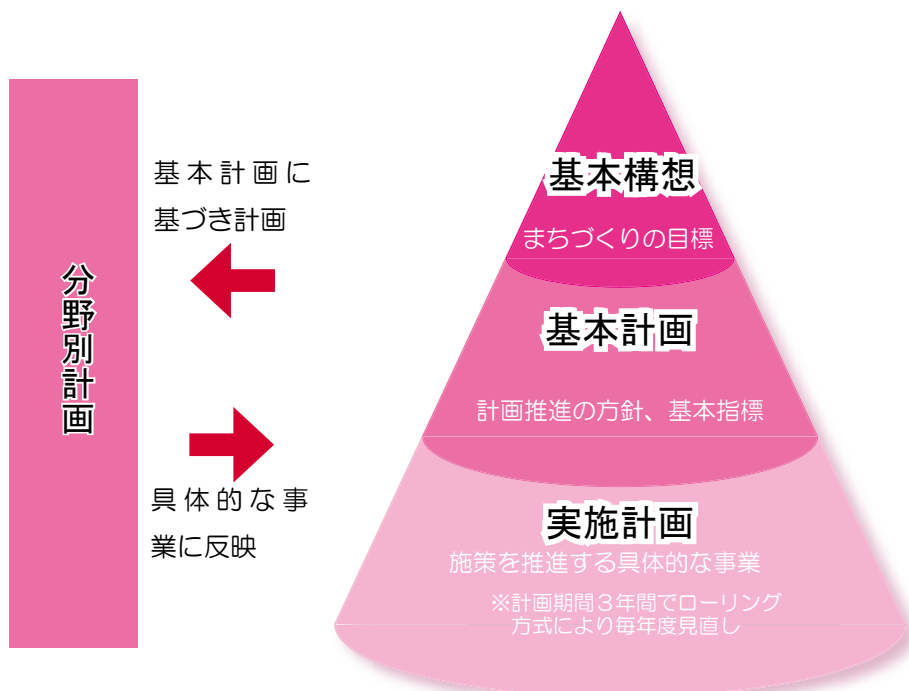 分野別計画
基本計画に
基づき計画
具体的な事
業に反映
基本構想
まちづくりの目標
基本計画
計画推進の方針、基本指標
実施計画
施策を推進する具体的な事業
※計画期間３年間でローリング
方式により毎年度見直し